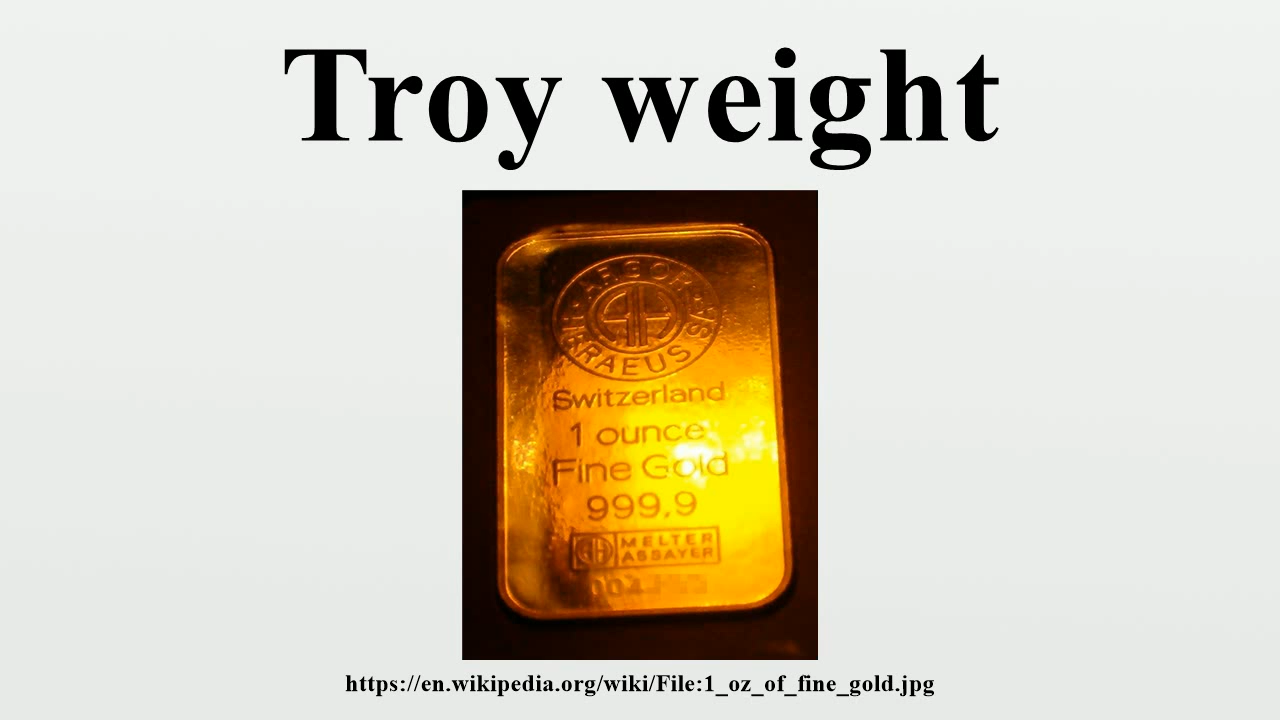 Troy weight
ARGOR
HERAEUS
Switzerland
1 ounce
Fine Gold
999,9
MELTER
ASSAYER
https://en.wikipedia.org/wiki/File:1_oz_of_fine_gold.jpg